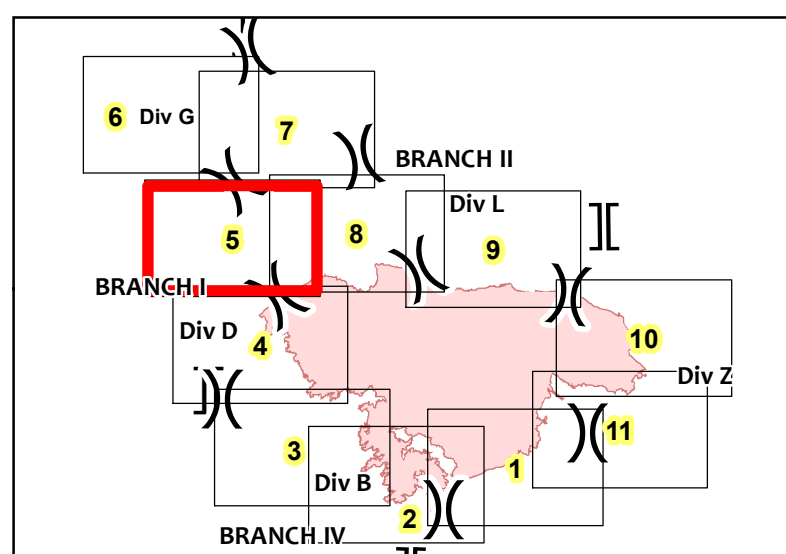 6
Div G
7
BRANCH II
Div L
5
8
9
BRANCH I
Div D
4
10
Div Z
3
11
1
Div B
2
BRANCH IV